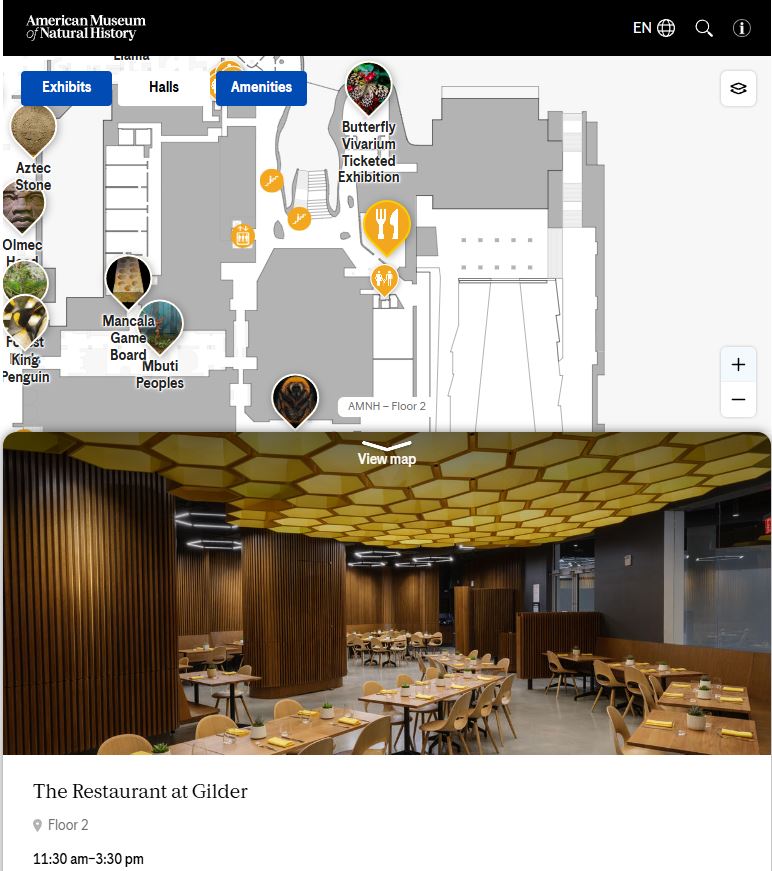 American Museum
of Natural History
EN
Llama
Exhibits
Halls
Amenities
Aztec
Stone
Butterfly
Vivarium
Ticketed
Exhibition
Olmec
Head
Forest
King
Penguin
Mancala
Game
Board
Mbuti
Peoples
AMNH – Floor 2
View map
The Restaurant at Gilder
Floor 2
11:30 am–3:30 pm